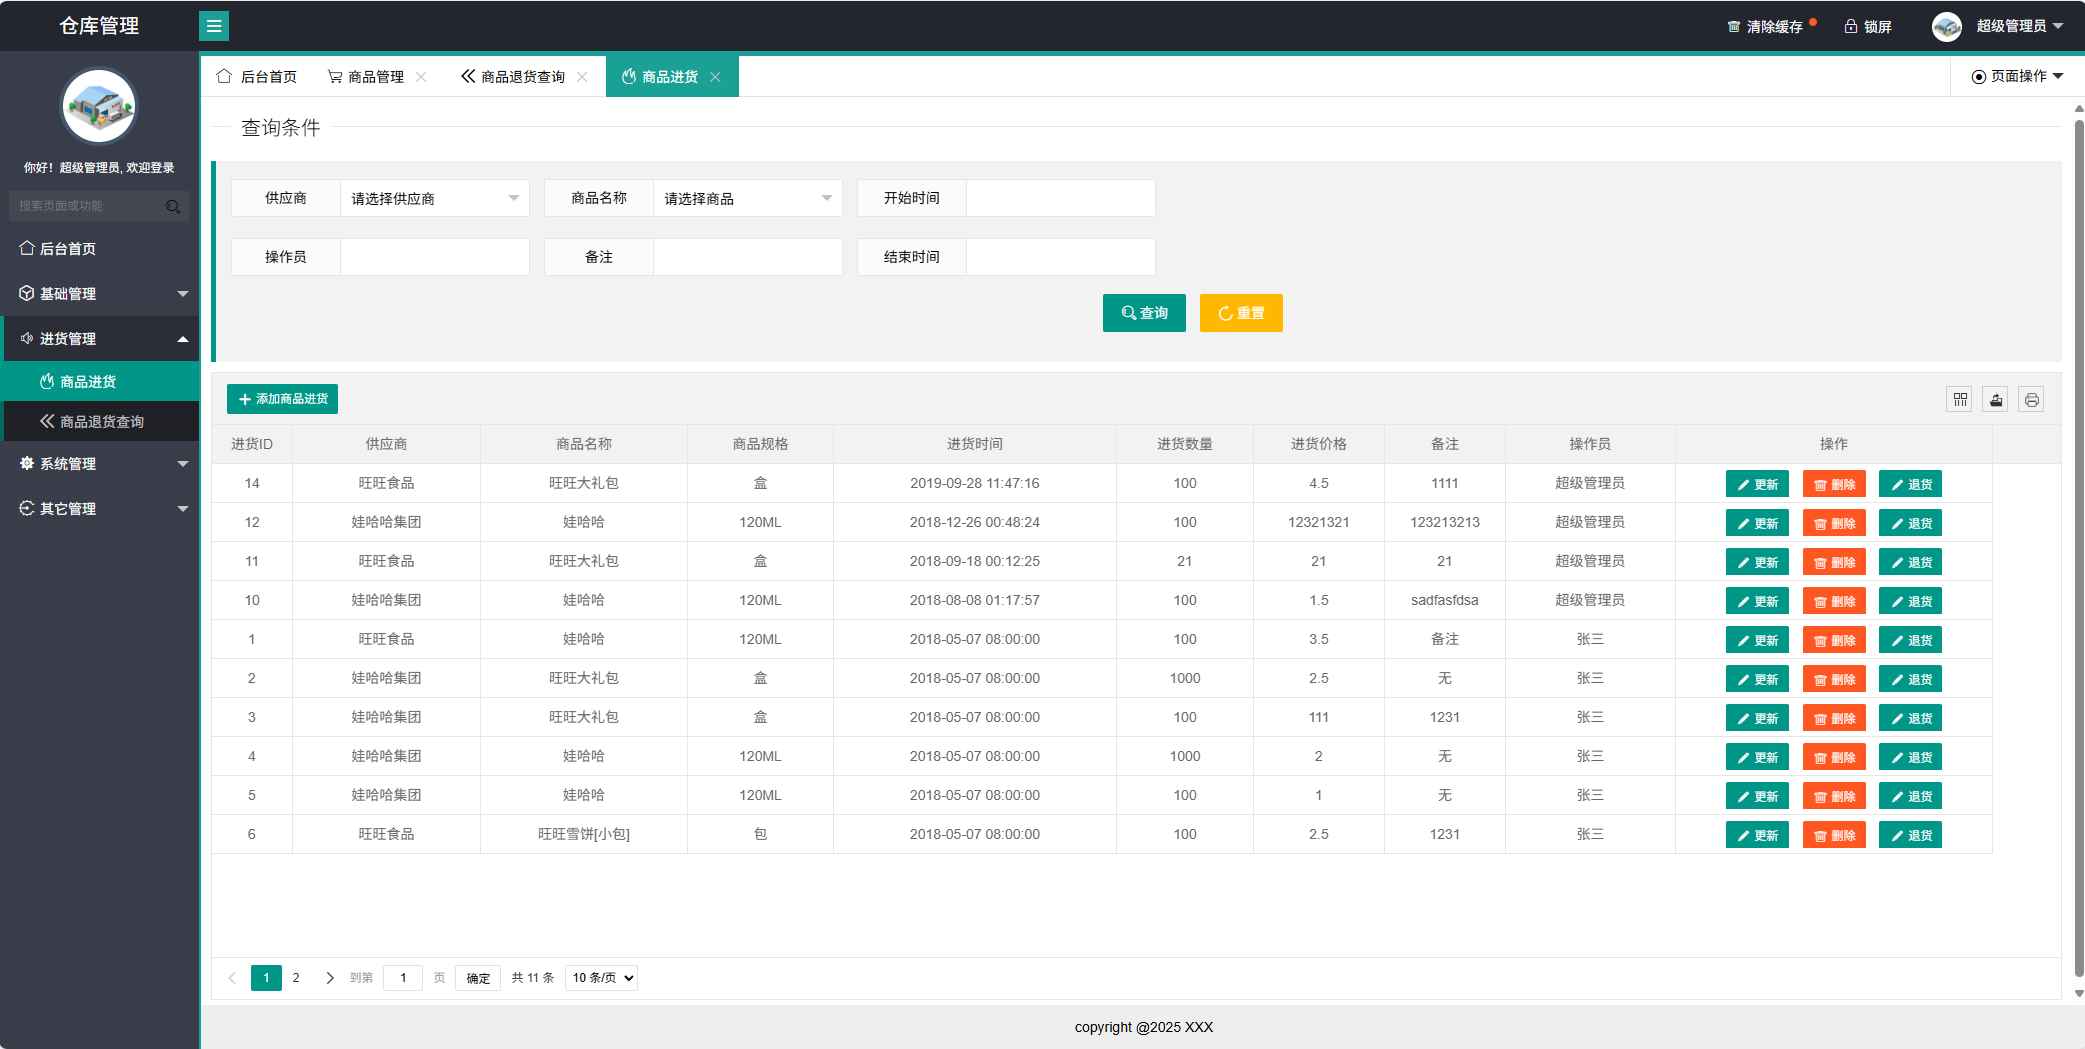 仓库管理
清除缓存 锁屏 超级管理员
后台首页 商品管理 商品退货查询 商品进货 页面操作
你好！超级管理员, 欢迎登录
搜索页面或功能
后台首页
基础管理
进货管理
商品进货
商品退货查询
系统管理
其它管理
查询条件
供应商 请选择供应商 商品名称 请选择商品 开始时间
操作员 备注 结束时间
查询 重置
添加商品进货
进货ID 供应商 商品名称 商品规格 进货时间 进货数量 进货价格 备注 操作员 操作
14 旺旺食品 旺旺大礼包 盒 2019-09-28 11:47:16 100 4.5 1111 超级管理员 更新 删除 退货
12 娃哈哈集团 娃哈哈 120ML 2018-12-26 00:48:24 100 12321321 123213213 超级管理员 更新 删除 退货
11 旺旺食品 旺旺大礼包 盒 2018-09-18 00:12:25 21 21 21 超级管理员 更新 删除 退货
10 娃哈哈集团 娃哈哈 120ML 2018-08-08 01:17:57 100 1.5 sadfasfdsa 超级管理员 更新 删除 退货
1 旺旺食品 娃哈哈 120ML 2018-05-07 08:00:00 100 3.5 备注 张三 更新 删除 退货
2 娃哈哈集团 旺旺大礼包 盒 2018-05-07 08:00:00 1000 2.5 无 张三 更新 删除 退货
3 娃哈哈集团 旺旺大礼包 盒 2018-05-07 08:00:00 100 111 1231 张三 更新 删除 退货
4 娃哈哈集团 娃哈哈 120ML 2018-05-07 08:00:00 1000 2 无 张三 更新 删除 退货
5 娃哈哈集团 娃哈哈 120ML 2018-05-07 08:00:00 100 1 无 张三 更新 删除 退货
6 旺旺食品 旺旺雪饼[小包] 包 2018-05-07 08:00:00 100 2.5 1231 张三 更新 删除 退货
1 2 到第 1 页 确定 共 11 条 10 条/页
copyright @2025 XXX